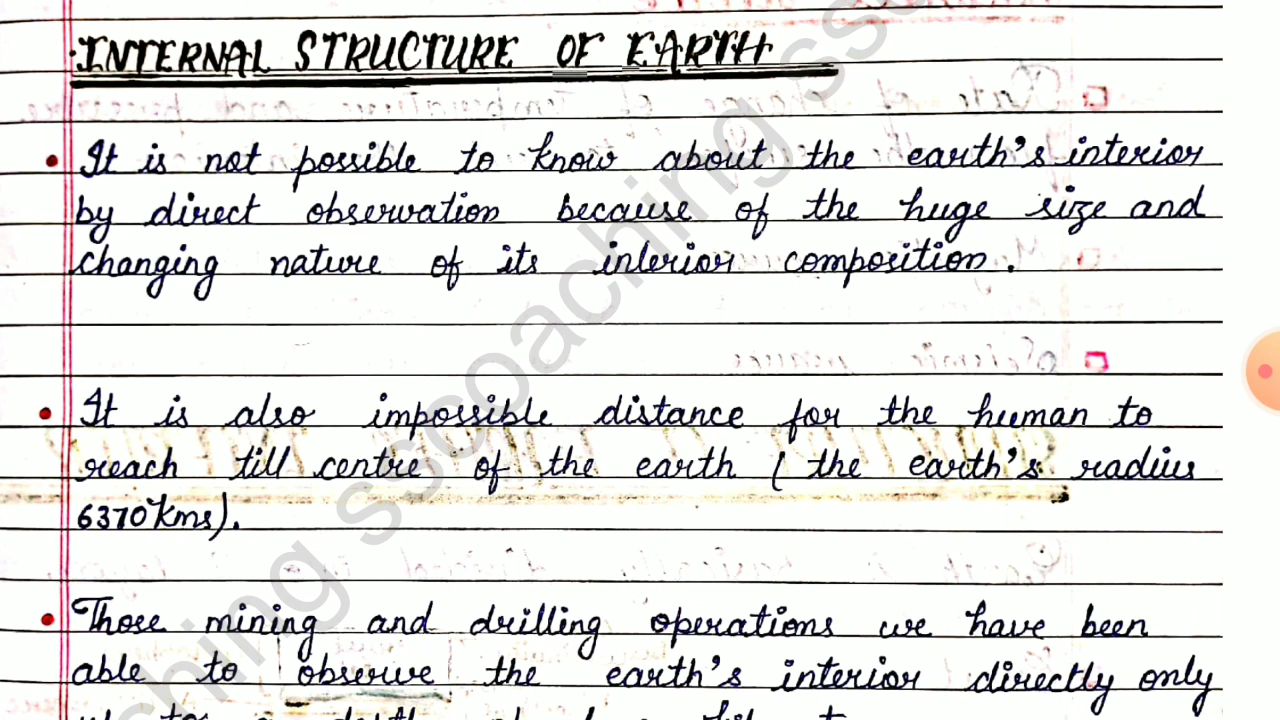 INTERNAL STRUCTURE OF EARTH
• It is not possible to know about the earth's interior
by direct observation because of the huge size and
changing nature of its interior composition.
• It is also impossible distance for the human to
reach till centre of the earth ( the earth's radius
6370 kms).
• Those mining and drilling operations we have been
able to observe the earth's interior directly only
ssc coaching ssc